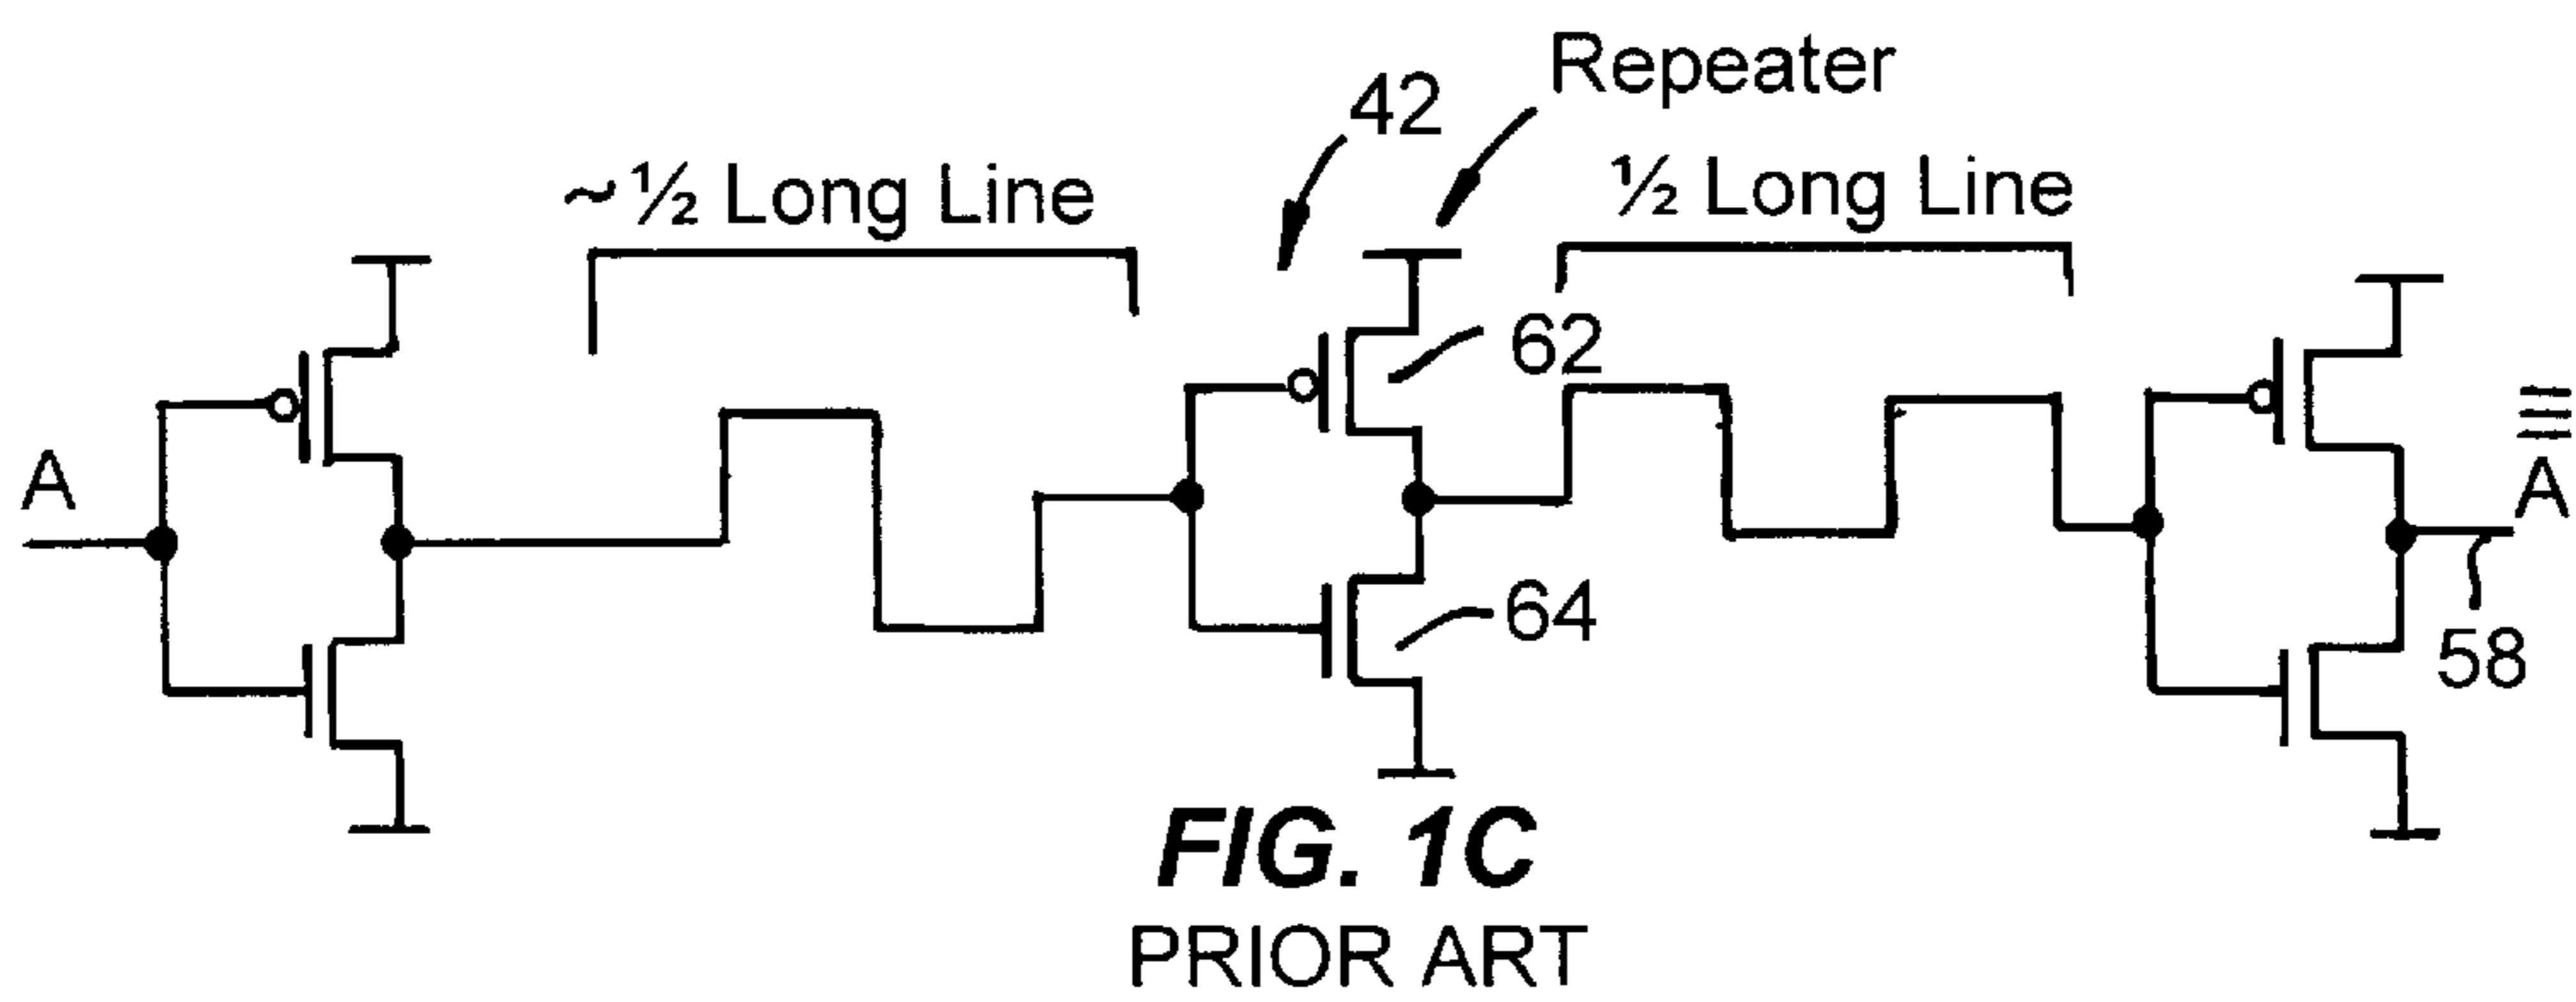 Repeater
42
~½ Long Line
½ Long Line
62
A
A̿̅
64
58
FIG. 1C
PRIOR ART